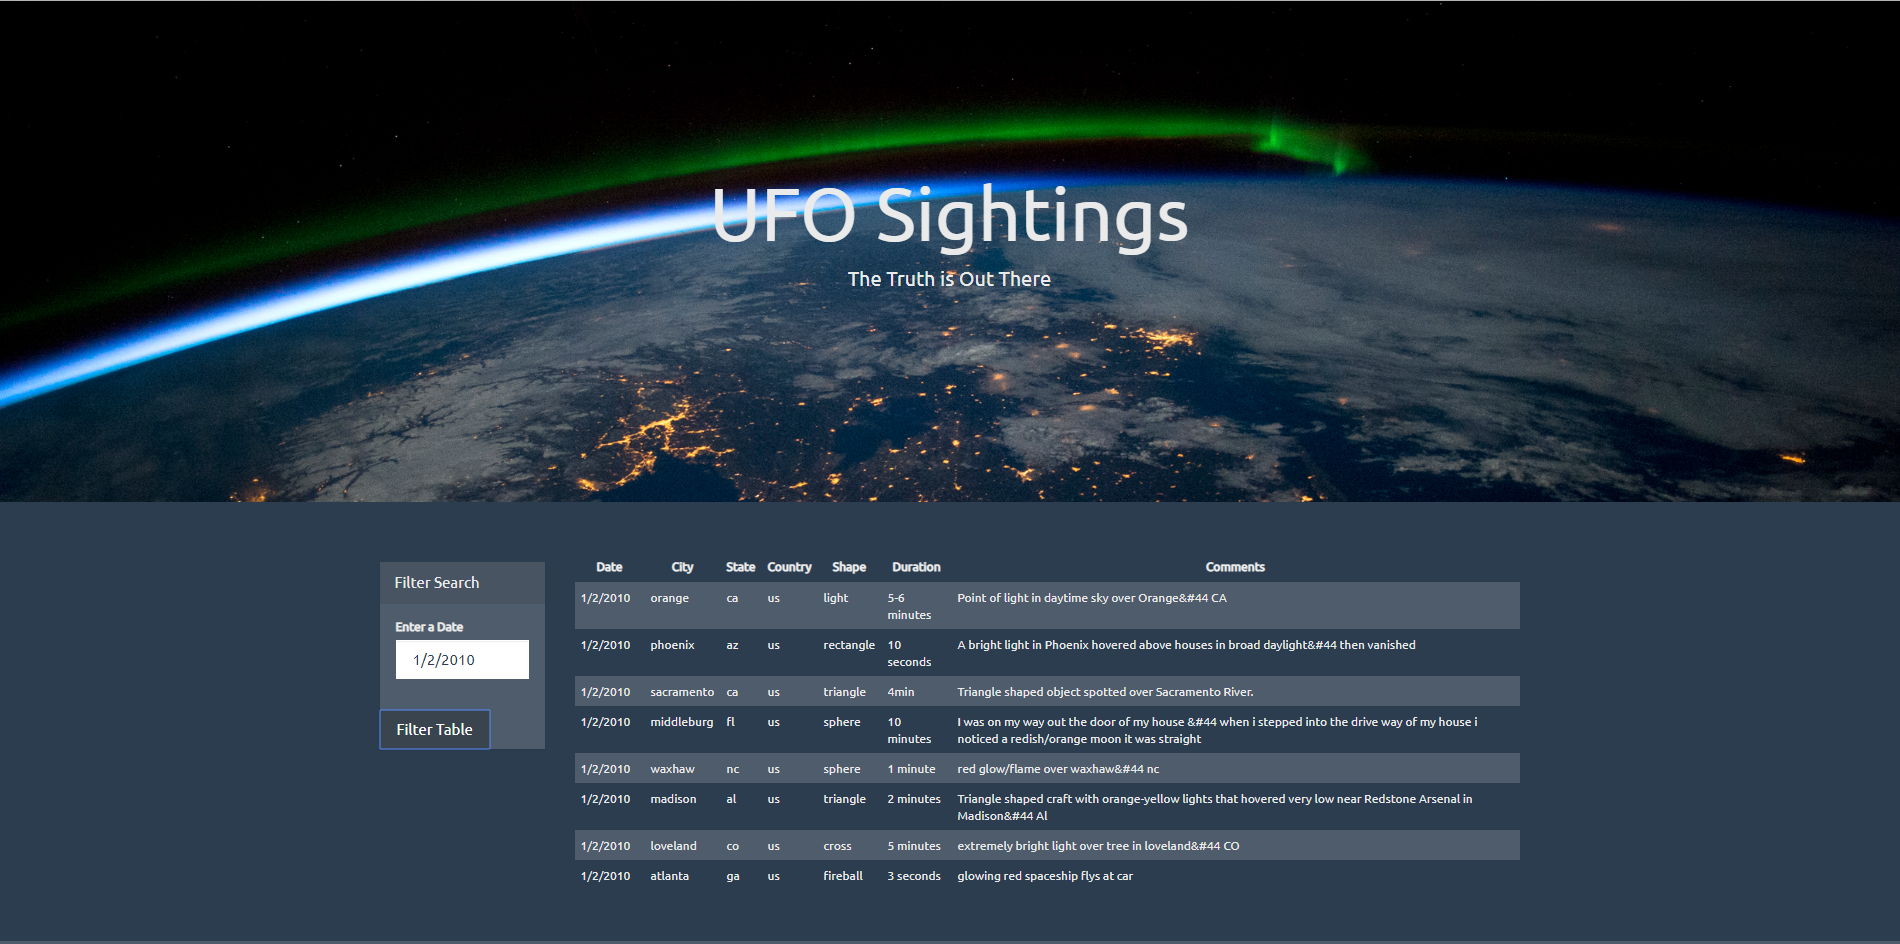 UFO Sightings
The Truth is Out There
Filter Search
Enter a Date
1/2/2010
Filter Table
Date City State Country Shape Duration Comments
1/2/2010 orange ca us light 5-6 minutes Point of light in daytime sky over Orange&#44 CA
1/2/2010 phoenix az us rectangle 10 seconds A bright light in Phoenix hovered above houses in broad daylight&#44 then vanished
1/2/2010 sacramento ca us triangle 4min Triangle shaped object spotted over Sacramento River.
1/2/2010 middleburg fl us sphere 10 minutes I was on my way out the door of my house &#44 when i stepped into the drive way of my house i
noticed a redish/orange moon it was straight
1/2/2010 waxhaw nc us sphere 1 minute red glow/flame over waxhaw&#44 nc
1/2/2010 madison al us triangle 2 minutes Triangle shaped craft with orange-yellow lights that hovered very low near Redstone Arsenal in
Madison&#44 Al
1/2/2010 loveland co us cross 5 minutes extremely bright light over tree in loveland&#44 CO
1/2/2010 atlanta ga us fireball 3 seconds glowing red spaceship flys at car